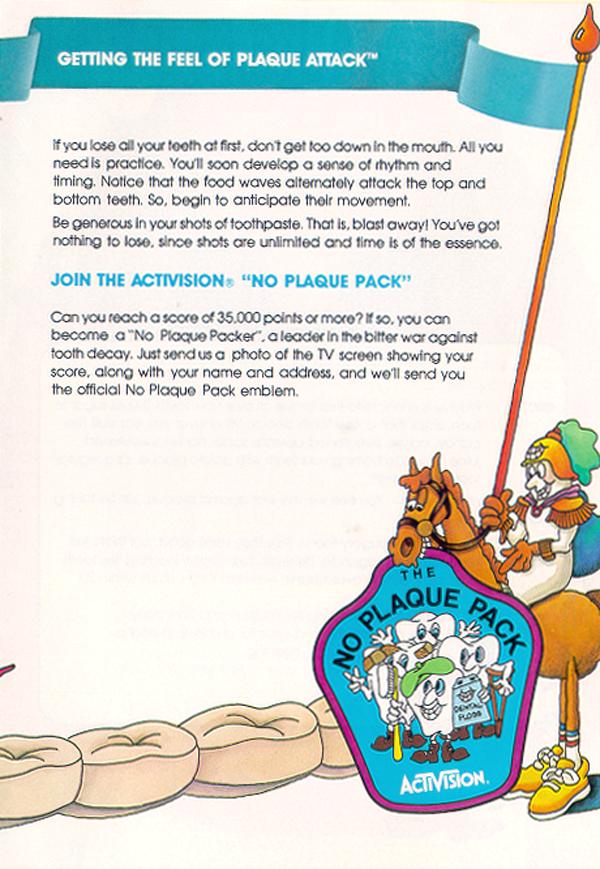 GETTING THE FEEL OF PLAQUE ATTACK™
If you lose all your teeth at first, don't get too down in the mouth. All you
need is practice. You'll soon develop a sense of rhythm and
timing. Notice that the food waves alternately attack the top and
bottom teeth. So, begin to anticipate their movement.
Be generous in your shots of toothpaste. That is, blast away! You've got
nothing to lose, since shots are unlimited and time is of the essence.
JOIN THE ACTIVISION® "NO PLAQUE PACK"
Can you reach a score of 35,000 points or more? If so, you can
become a "No Plaque Packer", a leader in the bitter war against
tooth decay. Just send us a photo of the TV screen showing your
score, along with your name and address, and we'll send you
the official No Plaque Pack emblem.
THE
NO PLAQUE PACK
DENTAL
FLOSS
ACTIVISION®